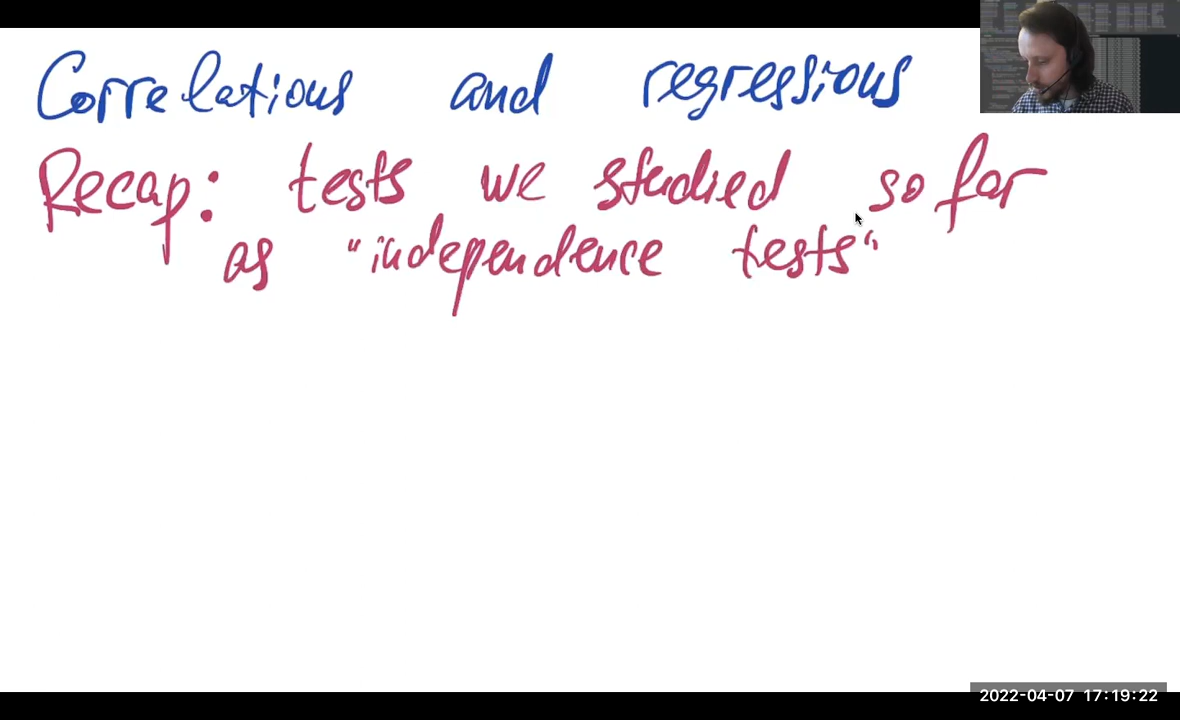 Correlations and regressions
Recap: tests we studied so far
as "independence tests"
2022-04-07 17:19:22